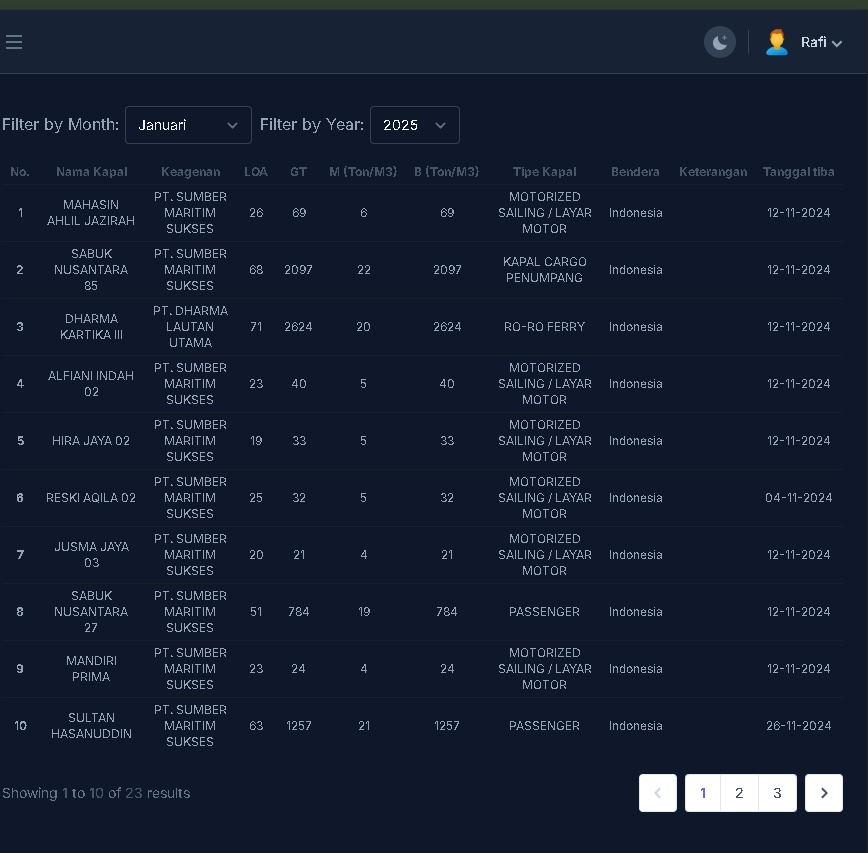 Rafi
Filter by Month: Januari Filter by Year: 2025
No. Nama Kapal Keagenan LOA GT M (Ton/M3) B (Ton/M3) Tipe Kapal Bendera Keterangan Tanggal tiba
1 MAHASIN AHLIL JAZIRAH PT. SUMBER MARITIM SUKSES 26 69 6 69 MOTORIZED SAILING / LAYAR MOTOR Indonesia 12-11-2024
2 SABUK NUSANTARA 85 PT. SUMBER MARITIM SUKSES 68 2097 22 2097 KAPAL CARGO PENUMPANG Indonesia 12-11-2024
3 DHARMA KARTIKA III PT. DHARMA LAUTAN UTAMA 71 2624 20 2624 RO-RO FERRY Indonesia 12-11-2024
4 ALFIANI INDAH 02 PT. SUMBER MARITIM SUKSES 23 40 5 40 MOTORIZED SAILING / LAYAR MOTOR Indonesia 12-11-2024
5 HIRA JAYA 02 PT. SUMBER MARITIM SUKSES 19 33 5 33 MOTORIZED SAILING / LAYAR MOTOR Indonesia 12-11-2024
6 RESKI AQILA 02 PT. SUMBER MARITIM SUKSES 25 32 5 32 MOTORIZED SAILING / LAYAR MOTOR Indonesia 04-11-2024
7 JUSMA JAYA 03 PT. SUMBER MARITIM SUKSES 20 21 4 21 MOTORIZED SAILING / LAYAR MOTOR Indonesia 12-11-2024
8 SABUK NUSANTARA 27 PT. SUMBER MARITIM SUKSES 51 784 19 784 PASSENGER Indonesia 12-11-2024
9 MANDIRI PRIMA PT. SUMBER MARITIM SUKSES 23 24 4 24 MOTORIZED SAILING / LAYAR MOTOR Indonesia 12-11-2024
10 SULTAN HASANUDDIN PT. SUMBER MARITIM SUKSES 63 1257 21 1257 PASSENGER Indonesia 26-11-2024
Showing 1 to 10 of 23 results 1 2 3